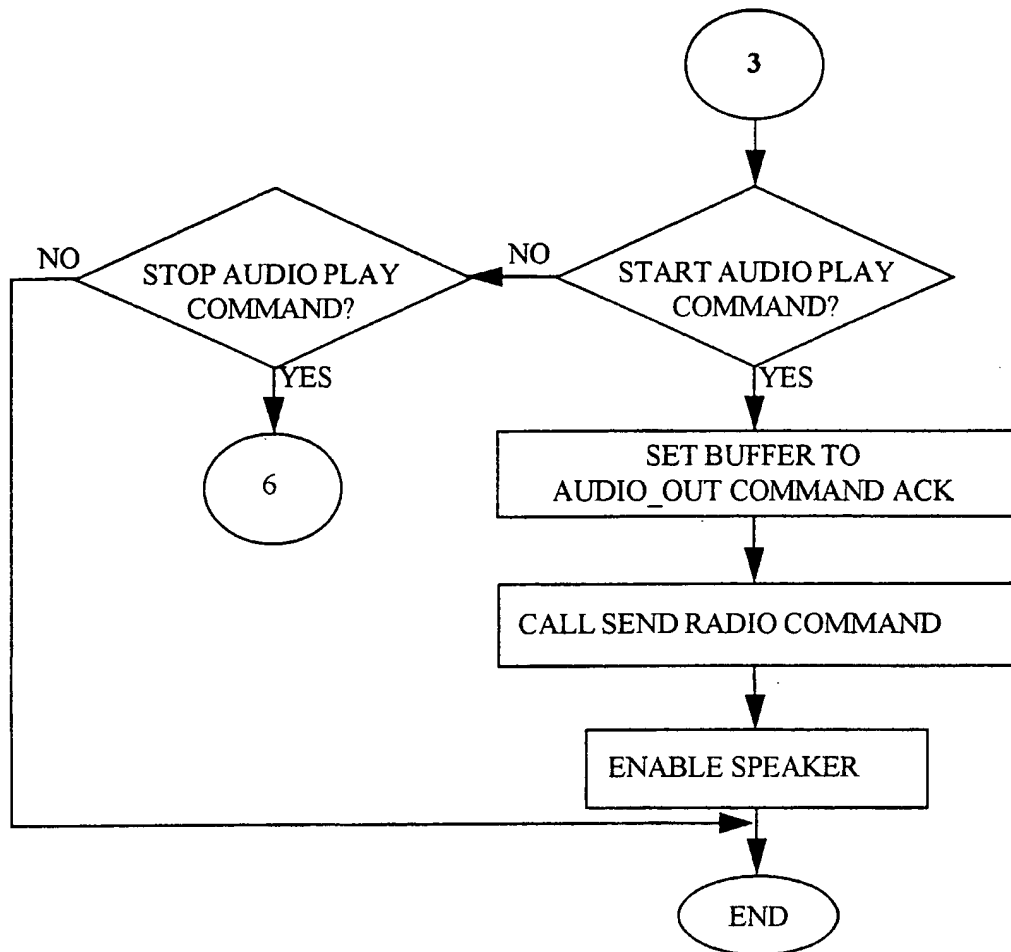 3
START AUDIO PLAY
COMMAND?
NO
STOP AUDIO PLAY
COMMAND?
NO
YES
6
YES
SET BUFFER TO
AUDIO_OUT COMMAND ACK
CALL SEND RADIO COMMAND
ENABLE SPEAKER
END